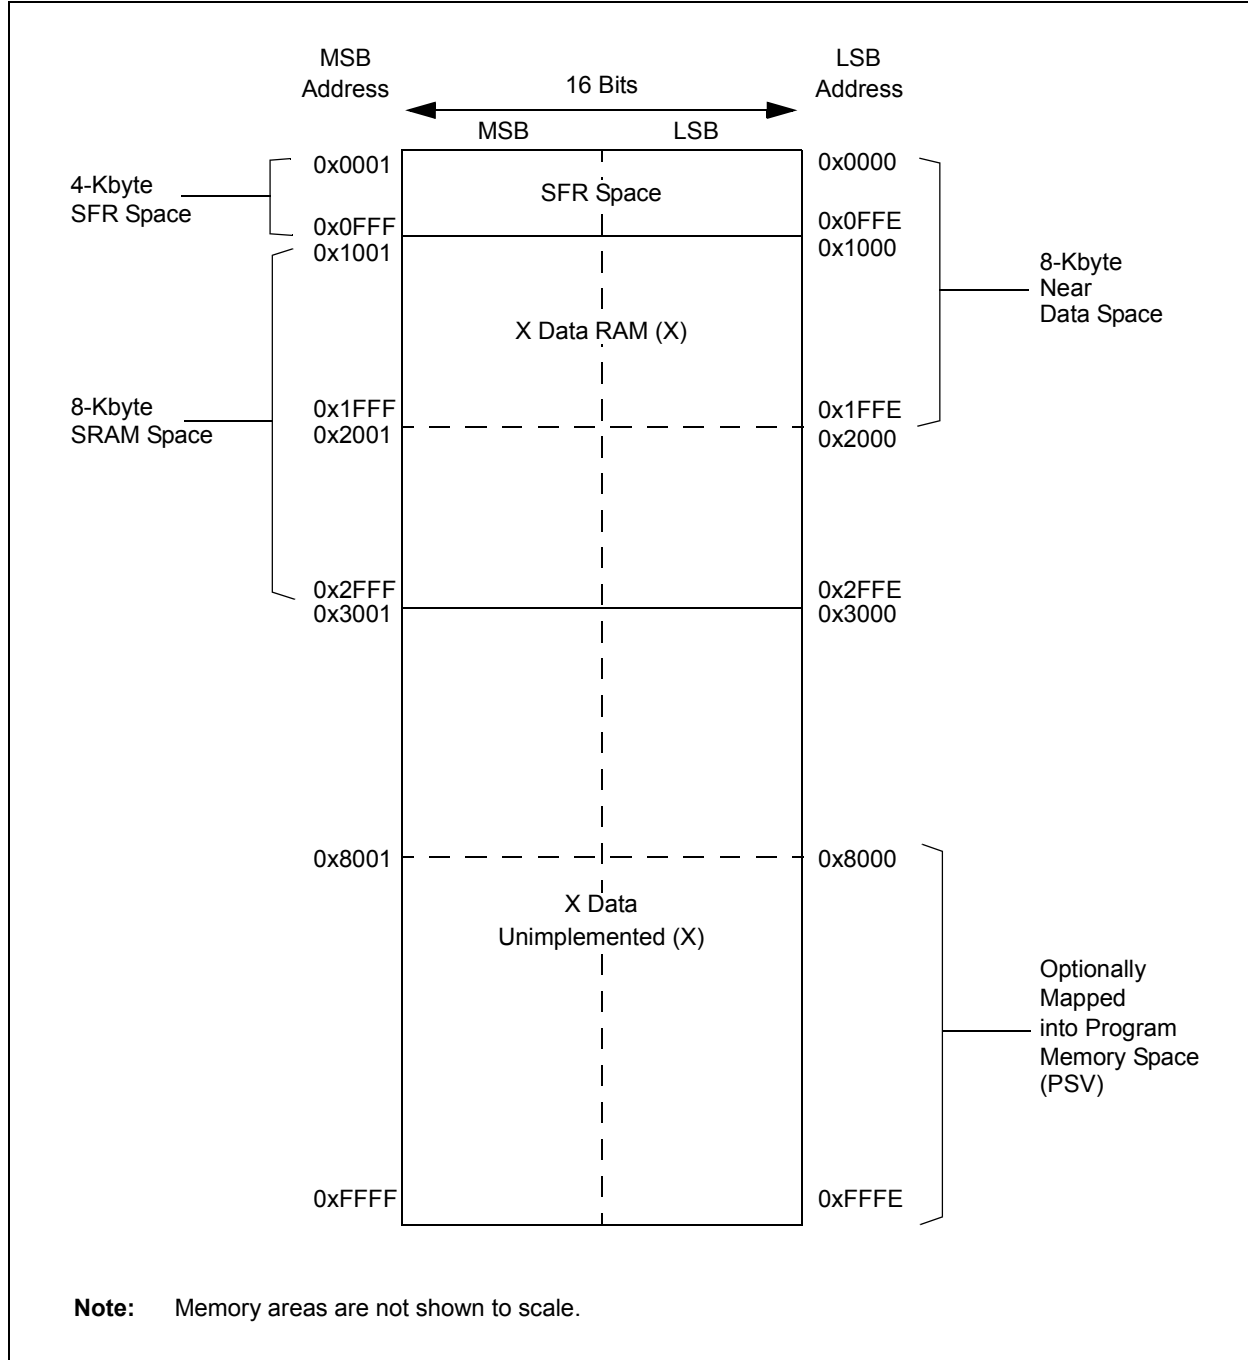 MSB
Address
LSB
Address
16 Bits
MSB
LSB
4-Kbyte
SFR Space
0x0001
0x0FFF
SFR Space
0x0000
0x0FFE
8-Kbyte
SRAM Space
0x1001
0x1FFF
0x2001
0x2FFF
X Data RAM (X)
0x1000
0x1FFE
0x2000
0x2FFE
8-Kbyte
Near
Data Space
0x3001
0x3000
0x8001
0x8000
X Data
Unimplemented (X)
Optionally
Mapped
into Program
Memory Space
(PSV)
0xFFFF
0xFFFE
Note: Memory areas are not shown to scale.